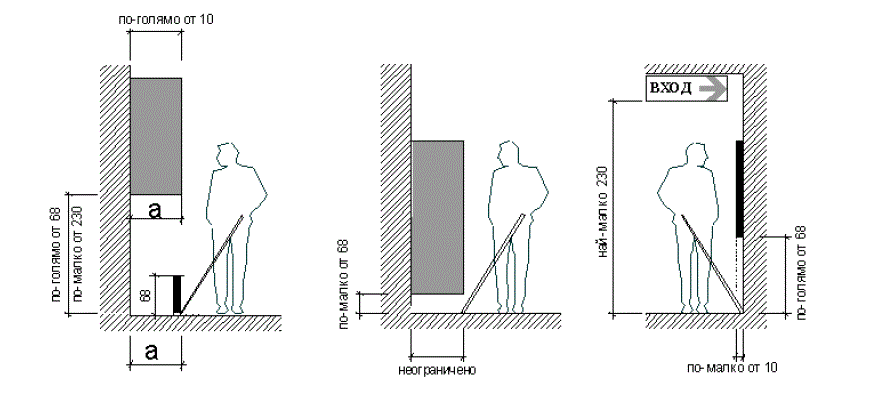 по-голямо от 10
а
по-голямо от 68
по-малко от 230
68
а
по-малко от 68
неограничено
ВХОД
най-малко 230
по-голямо от 68
по-малко от 10